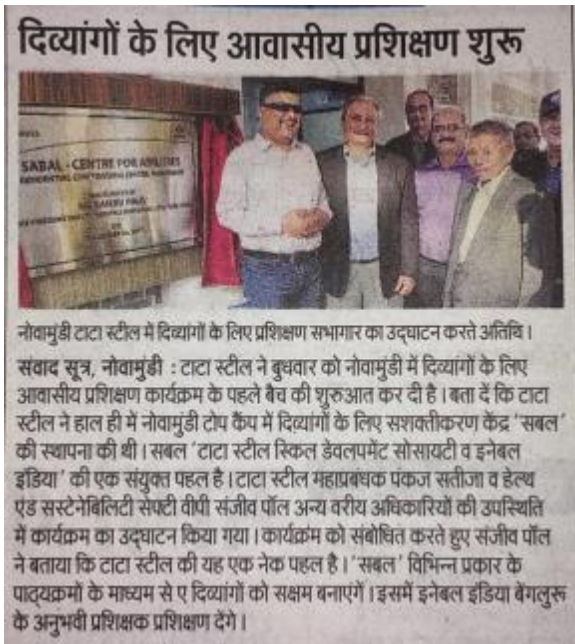 दिव्यांगों के लिए आवासीय प्रशिक्षण शुरू
SABAL - CENTRE FOR ABILITIES
नोवामुंडी टाटा स्टील में दिव्यांगों के लिए प्रशिक्षण सभागार का उद्घाटन करते अतिथि ।
संवाद सूत्र, नोवामुंडी : टाटा स्टील ने बुधवार को नोवामुंडी में दिव्यांगों के लिए
आवासीय प्रशिक्षण कार्यक्रम के पहले बैच की शुरुआत कर दी है । बता दें कि टाटा
स्टील ने हाल ही में नोवामुंडी टोप कैंप में दिव्यांगों के लिए सशक्तीकरण केंद्र 'सबल'
की स्थापना की थी । सबल 'टाटा स्टील स्किल डेवलपमेंट सोसायटी व इनेबल
इंडिया' की एक संयुक्त पहल है । टाटा स्टील महाप्रबंधक पंकज सतीजा व हेल्थ
एंड सस्टेनेबिलिटी सेफ्टी वीपी संजीव पॉल अन्य वरीय अधिकारियों की उपस्थिति
में कार्यक्रम का उद्घाटन किया गया । कार्यक्रम को संबोधित करते हुए संजीव पॉल
ने बताया कि टाटा स्टील की यह एक नेक पहल है । 'सबल' विभिन्न प्रकार के
पाठ्यक्रमों के माध्यम से ए दिव्यांगों को सक्षम बनाएंगें । इसमें इनेबल इंडिया बेंगलुरू
के अनुभवी प्रशिक्षक प्रशिक्षण देंगे ।